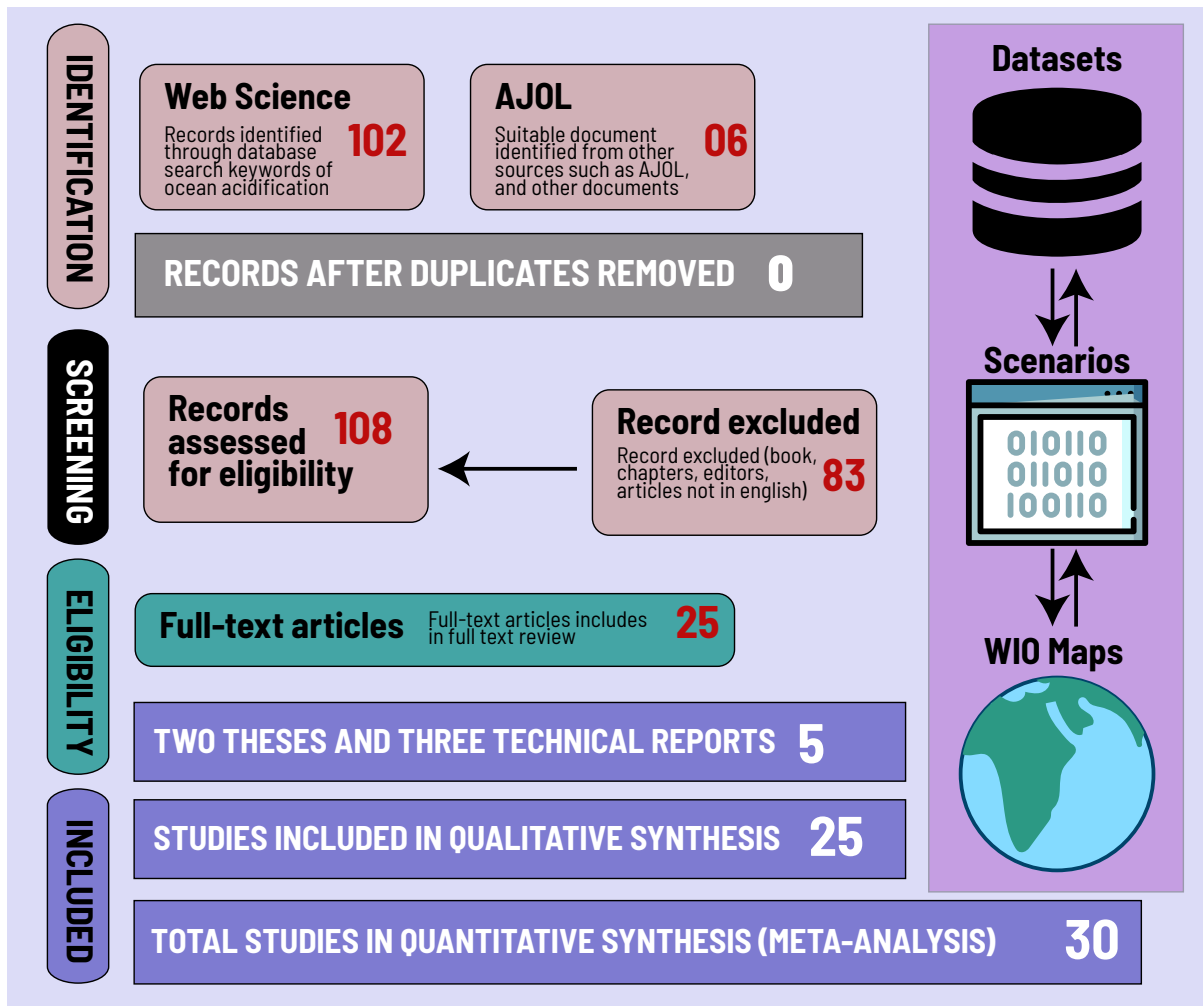 IDENTIFICATION
Web Science
Records identified
through database
search keywords of
ocean acidification
102
AJOL
Suitable document
identified from other
sources such as AJOL,
and other documents
06
RECORDS AFTER DUPLICATES REMOVED 0
SCREENING
Records
assessed
for eligibility
108
Record excluded
Record excluded (book,
chapters, editors,
articles not in english)
83
ELIGIBILITY
Full-text articles
Full-text articles includes
in full text review
25
TWO THESES AND THREE TECHNICAL REPORTS 5
INCLUDED
STUDIES INCLUDED IN QUALITATIVE SYNTHESIS 25
TOTAL STUDIES IN QUANTITATIVE SYNTHESIS (META-ANALYSIS) 30
Datasets
Scenarios
010110
011010
100110
WIO Maps